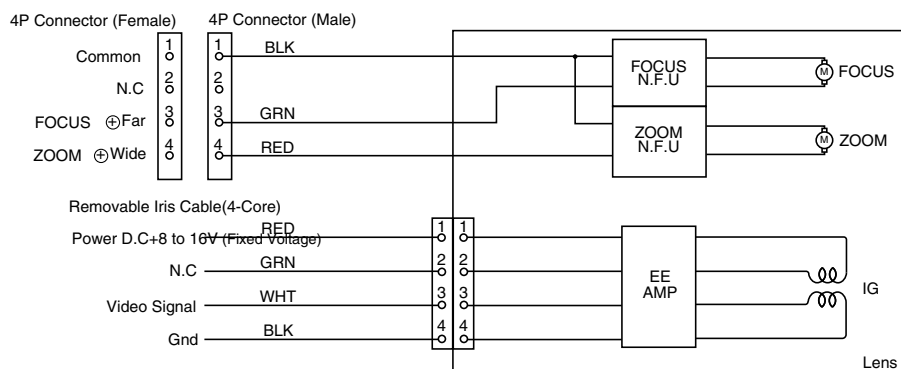 4P Connector (Female) 4P Connector (Male)
Common 1 1 BLK
N.C 2 2
FOCUS ⊕Far 3 3 GRN
ZOOM ⊕Wide 4 4 RED
FOCUS
N.F.U
M FOCUS
ZOOM
N.F.U
M ZOOM
Removable Iris Cable(4-Core)
Power D.C+8 to 16V (Fixed Voltage) RED 1 1
N.C GRN 2 2
Video Signal WHT 3 3
Gnd BLK 4 4
EE
AMP
IG
Lens